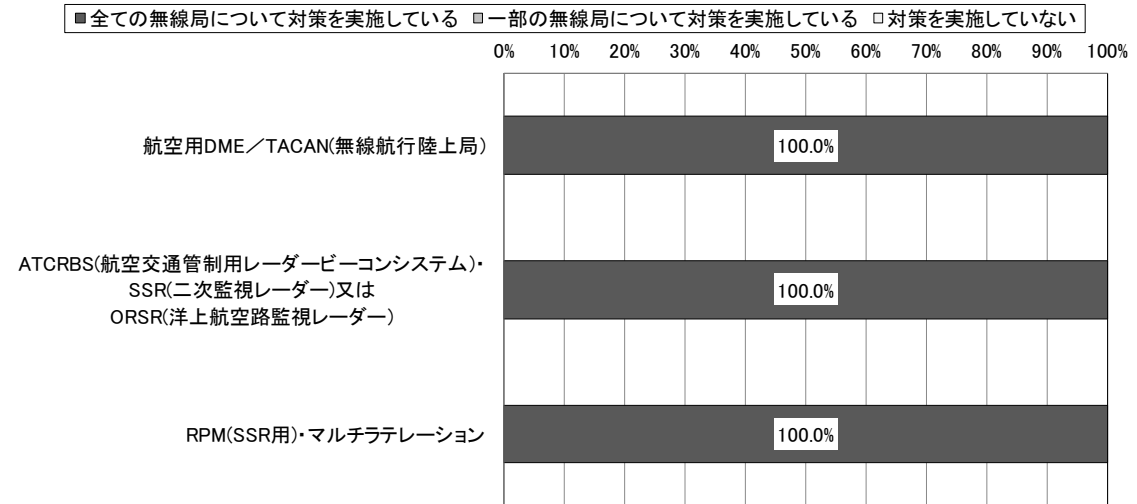 ■全ての無線局について対策を実施している ■一部の無線局について対策を実施している □対策を実施していない
0% 10% 20% 30% 40% 50% 60% 70% 80% 90% 100%
航空用DME／TACAN(無線航行陸上局) 100.0%
ATCRBS(航空交通管制用レーダービーコンシステム)・
SSR(二次監視レーダー)又は 100.0%
ORSR(洋上航空路監視レーダー)
RPM(SSR用)・マルチラテレーション 100.0%